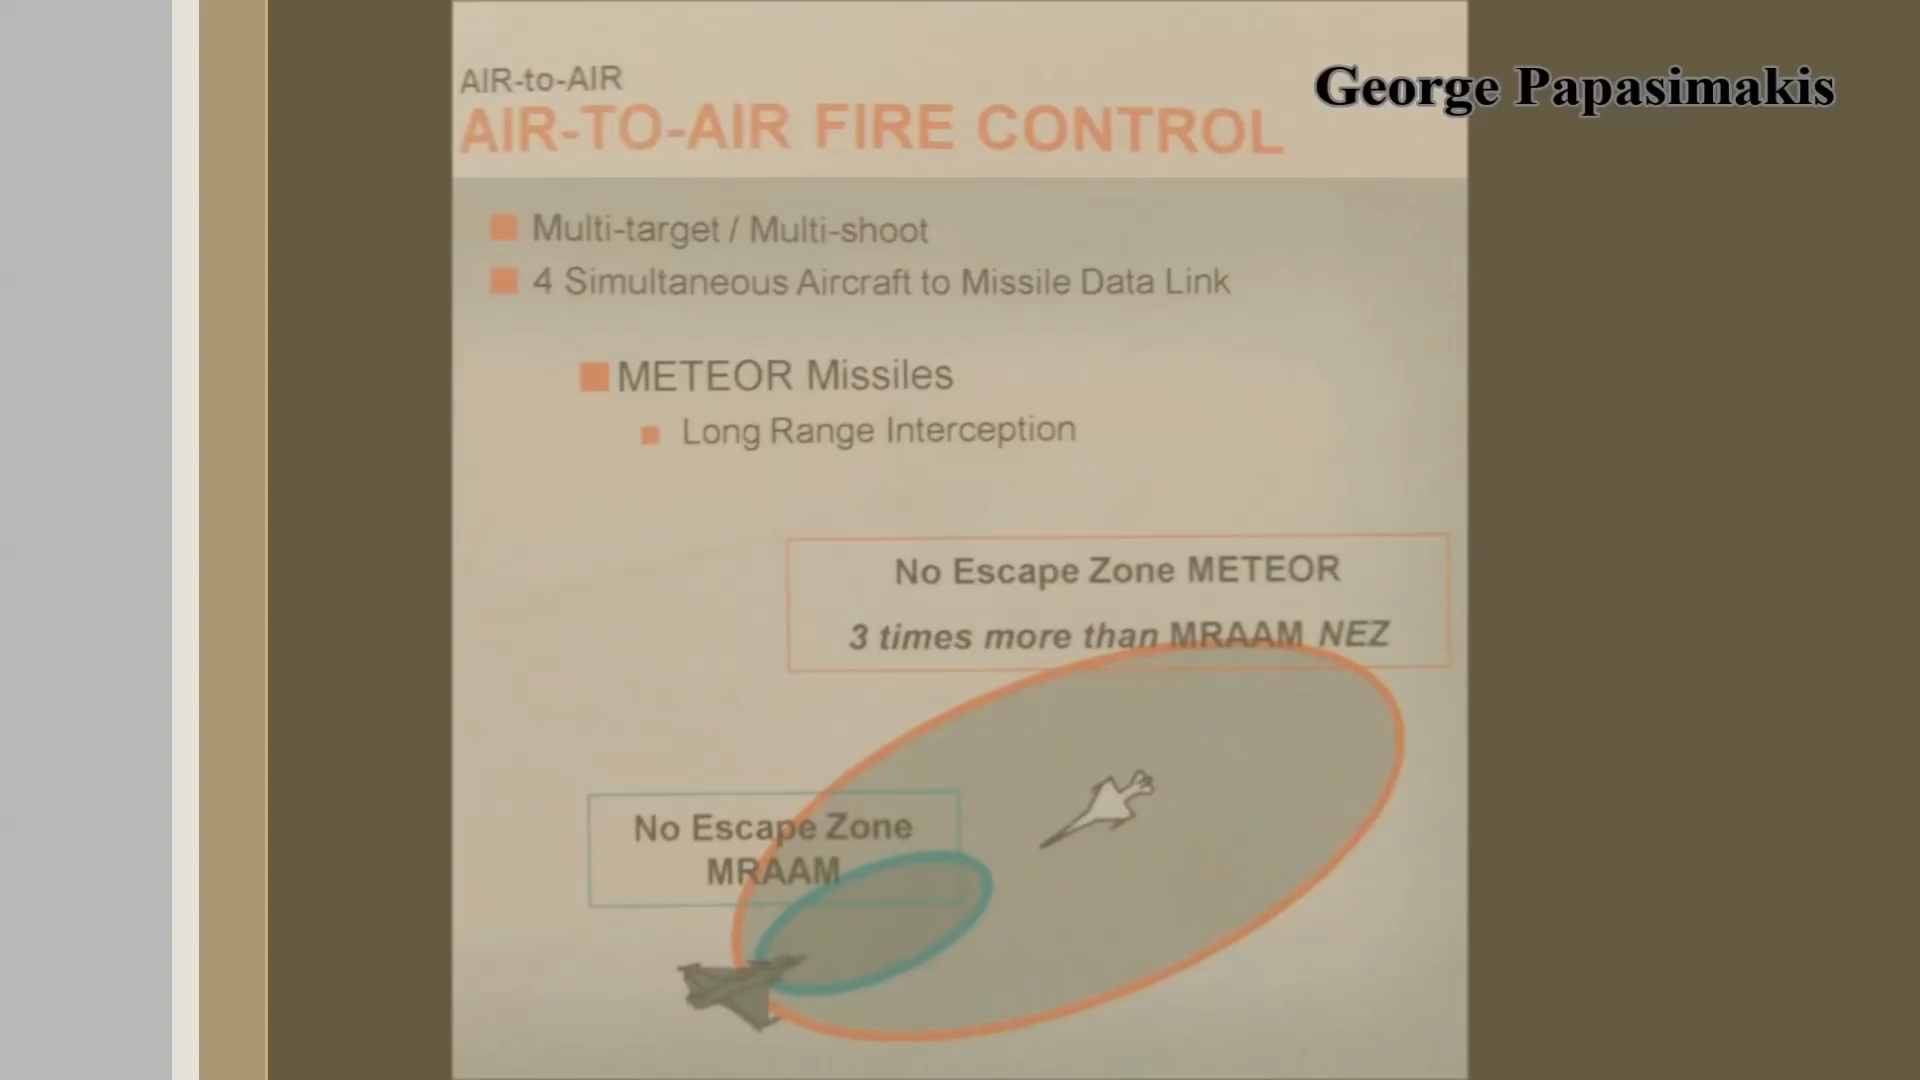 George Papasimakis
AIR-to-AIR
AIR-TO-AIR FIRE CONTROL
Multi-target / Multi-shoot
4 Simultaneous Aircraft to Missile Data Link
METEOR Missiles
Long Range Interception
No Escape Zone METEOR
3 times more than MRAAM NEZ
No Escape Zone
MRAAM